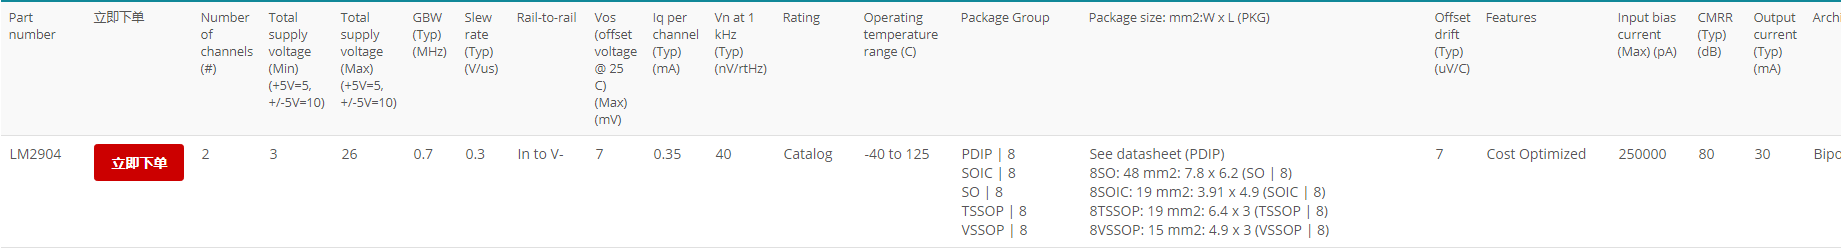 Part number
立即下单
Number of channels (#)
Total supply voltage (Min) (+5V=5, +/-5V=10)
Total supply voltage (Max) (+5V=5, +/-5V=10)
GBW (Typ) (MHz)
Slew rate (Typ) (V/us)
Rail-to-rail
Vos (offset voltage @ 25 C) (Max) (mV)
Iq per channel (Typ) (mA)
Vn at 1 kHz (Typ) (nV/rtHz)
Rating
Operating temperature range (C)
Package Group
Package size: mm2:W x L (PKG)
Offset drift (Typ) (uV/C)
Features
Input bias current (Max) (pA)
CMRR (Typ) (dB)
Output current (Typ) (mA)
Archi
LM2904
立即下单
2
3
26
0.7
0.3
In to V-
7
0.35
40
Catalog
-40 to 125
PDIP | 8
SOIC | 8
SO | 8
TSSOP | 8
VSSOP | 8
See datasheet (PDIP)
8SO: 48 mm2: 7.8 x 6.2 (SO | 8)
8SOIC: 19 mm2: 3.91 x 4.9 (SOIC | 8)
8TSSOP: 19 mm2: 6.4 x 3 (TSSOP | 8)
8VSSOP: 15 mm2: 4.9 x 3 (VSSOP | 8)
7
Cost Optimized
250000
80
30
Bipo